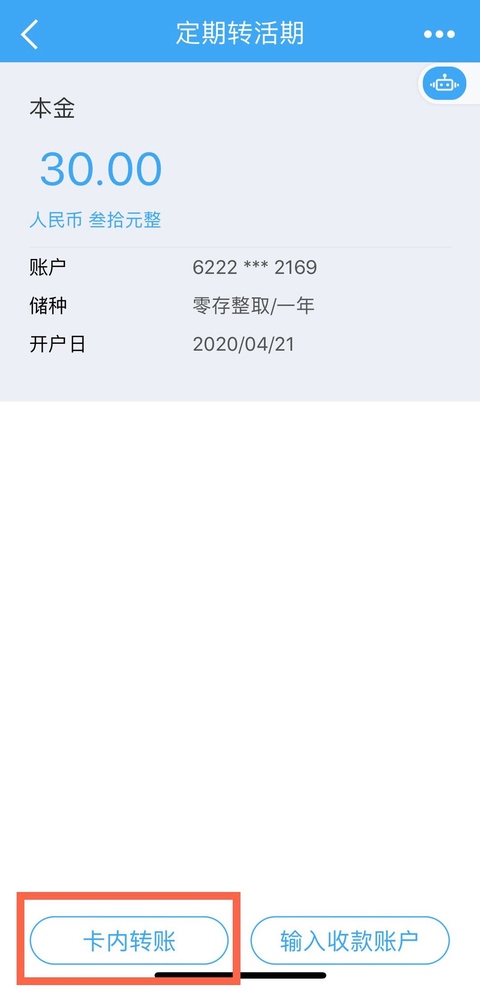 定期转活期
本金
30.00
人民币 叁拾元整
账户 6222 *** 2169
储种 零存整取/一年
开户日 2020/04/21
卡内转账 输入收款账户